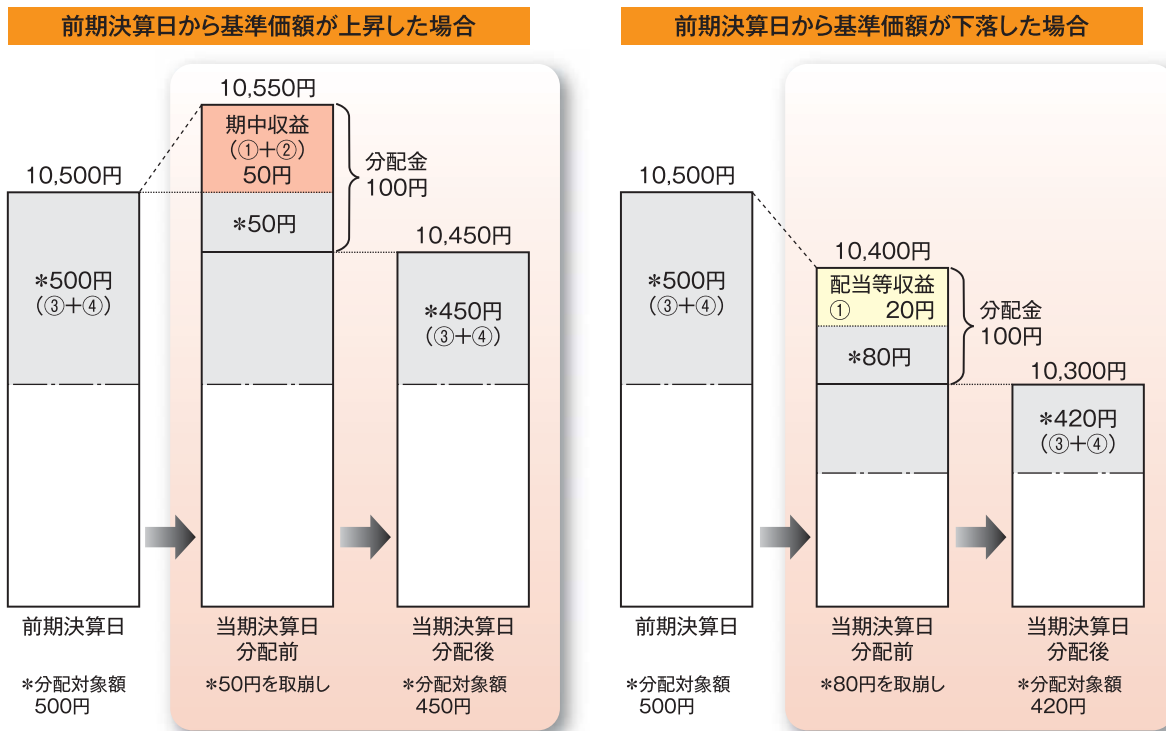 前期決算日から基準価額が上昇した場合
10,550円
期中収益
(①+②)
50円
分配金
100円
10,500円
*50円
10,450円
*500円
(③+④)
*450円
(③+④)
前期決算日
当期決算日
分配前
当期決算日
分配後
*分配対象額
500円
*50円を取崩し
*分配対象額
450円
前期決算日から基準価額が下落した場合
10,500円
10,400円
*500円
(③+④)
配当等収益
① 20円
分配金
100円
*80円
10,300円
*420円
(③+④)
前期決算日
当期決算日
分配前
当期決算日
分配後
*分配対象額
500円
*80円を取崩し
*分配対象額
420円